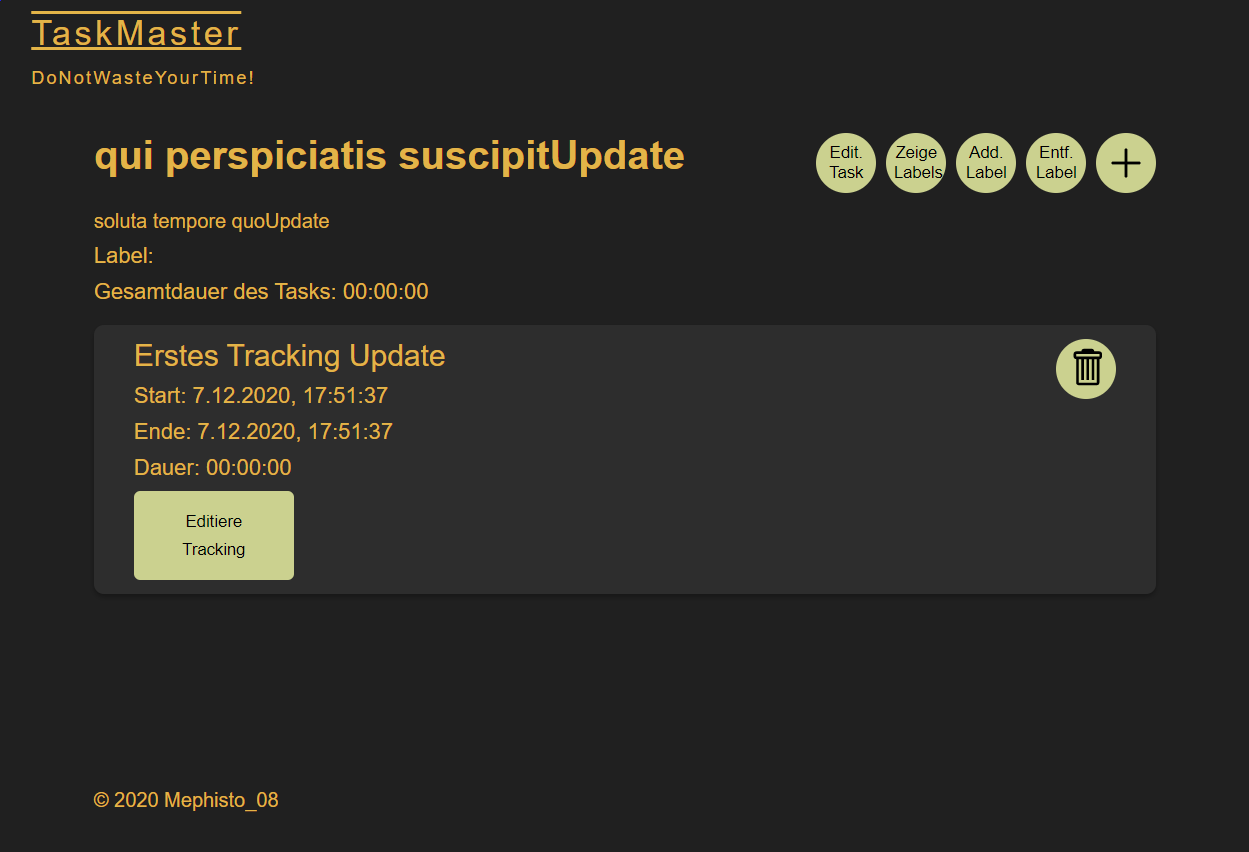 TaskMaster
DoNotWasteYourTime!
qui perspiciatis suscipitUpdate
Edit.
Task
Zeige
Labels
Add.
Label
Entf.
Label
soluta tempore quoUpdate
Label:
Gesamtdauer des Tasks: 00:00:00
Erstes Tracking Update
Start: 7.12.2020, 17:51:37
Ende: 7.12.2020, 17:51:37
Dauer: 00:00:00
Editiere
Tracking
© 2020 Mephisto_08